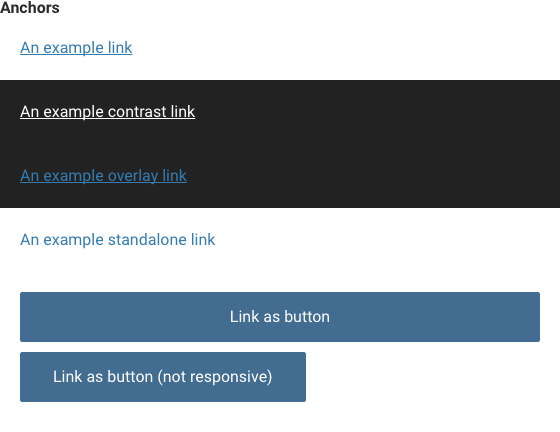 Anchors
An example link
An example contrast link
An example overlay link
An example standalone link
Link as button
Link as button (not responsive)